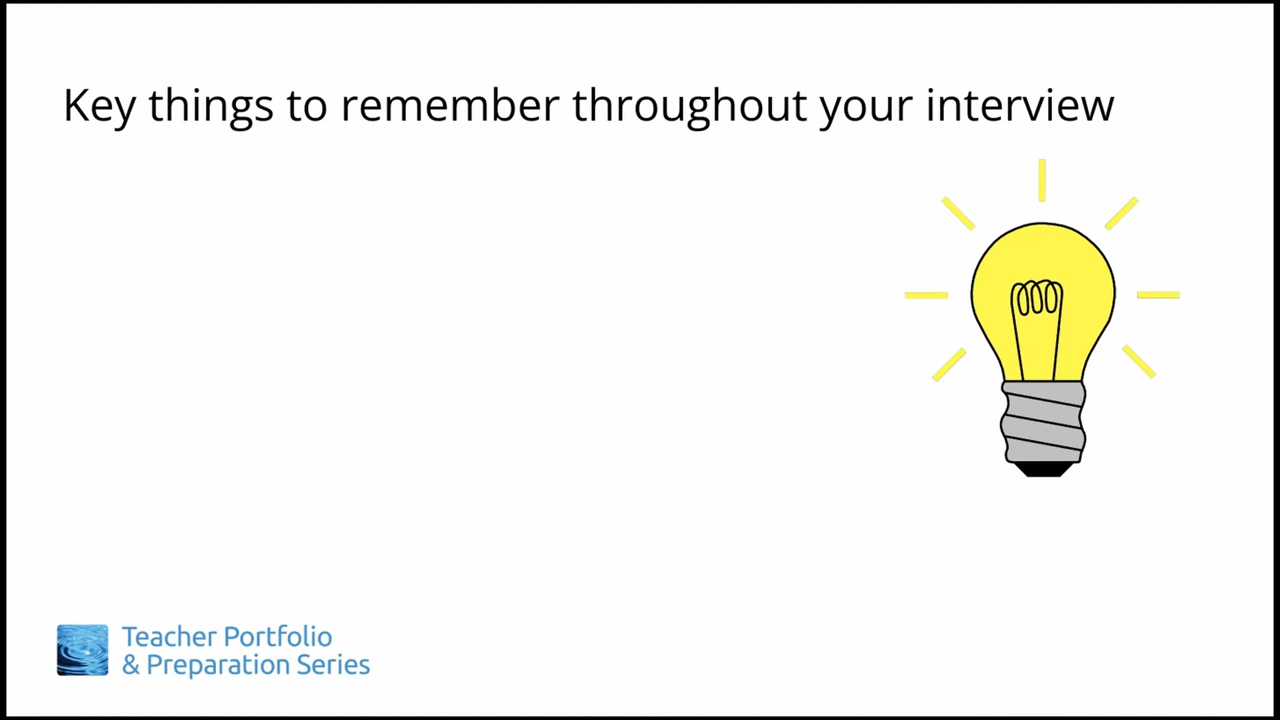 Key things to remember throughout your interview
Teacher Portfolio
& Preparation Series